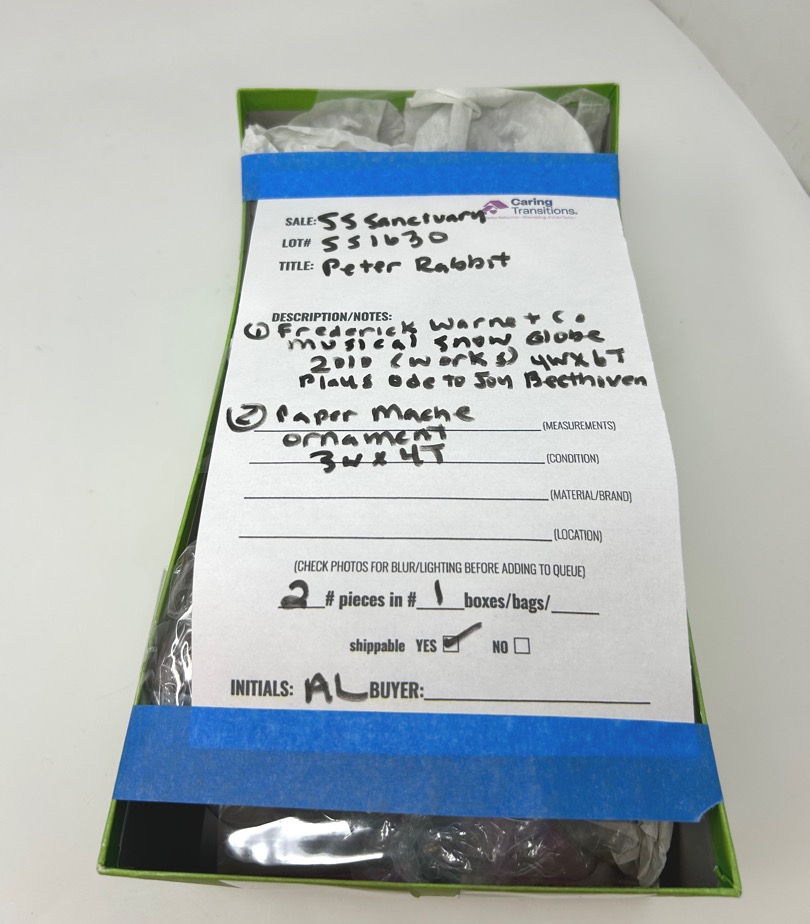 Caring
Transitions.
SALE: SS Sanctuary
LOT# SS1630
TITLE: Peter Rabbit
DESCRIPTION/NOTES:
① Frederick Warne + Co.
Musical Snow Globe
2010 (works) 4W x 6T
Plays Ode to Joy Beethiven
② Paper Mache
ornament (MEASUREMENTS)
3W x 4T (CONDITION)
(MATERIAL/BRAND)
(LOCATION)
(CHECK PHOTOS FOR BLUR/LIGHTING BEFORE ADDING TO QUEUE)
2 # pieces in # 1 boxes/bags/
shippable YES ☑ NO ☐
INITIALS: AL BUYER: